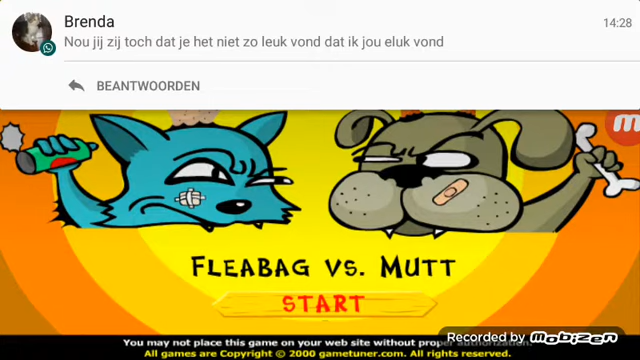 Brenda
14:28
Nou jij zij toch dat je het niet zo leuk vond dat ik jou eluk vond
BEANTWOORDEN
M
FLEABAG VS. MUTT
START
Recorded by mobizen
You may not place this game on your web site without proper authorization.
All games are Copyright © 2000 gametuner.com. All rights reserved.